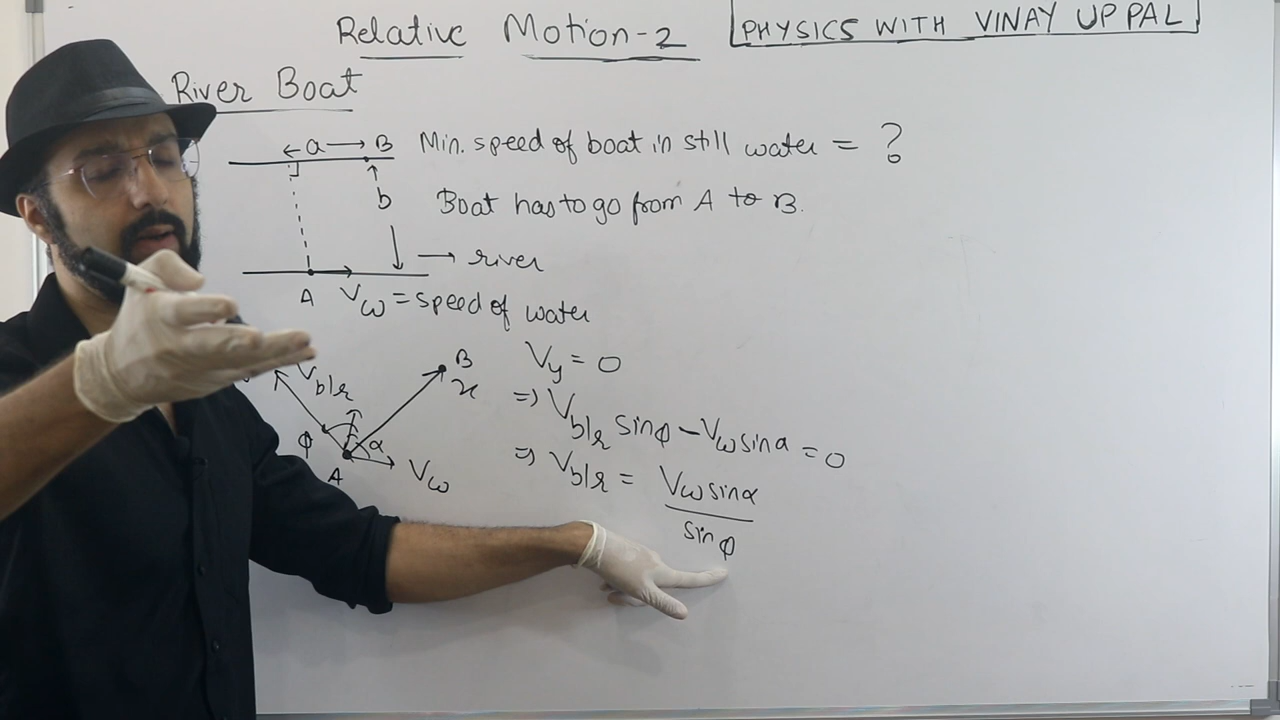 Relative Motion-2
PHYSICS WITH VINAY UPPAL
River Boat
←a→ B
Min. speed of boat in still water = ?
b
Boat has to go from A to B.
→ river
A
Vω = speed of water
B
x
Vb/r
φ
α
A
Vω
Vy = 0
⇒ Vb/r sinφ − Vω sinα = 0
⇒ Vb/r = Vω sinα / sinφ